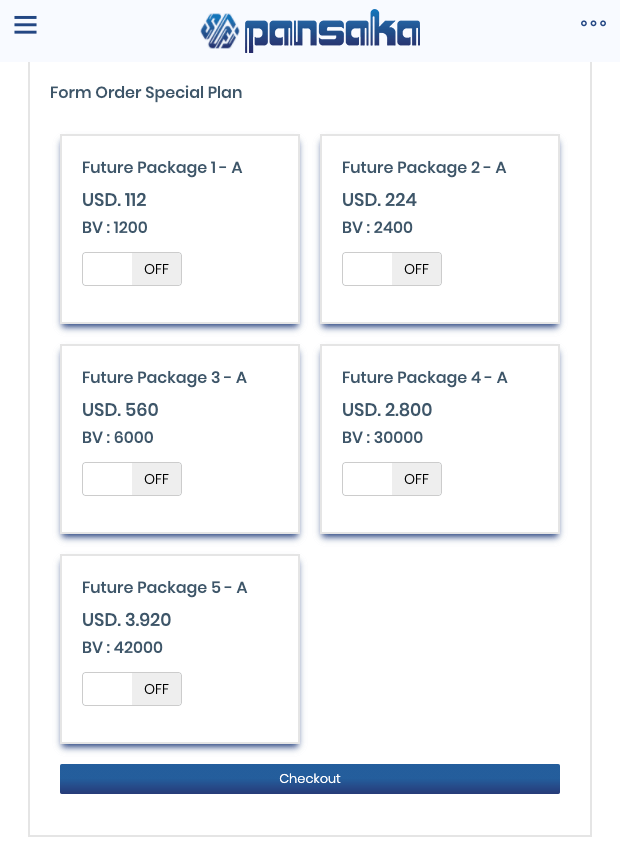 pansaka
Form Order Special Plan
Future Package 1 - A
USD. 112
BV : 1200
OFF
Future Package 2 - A
USD. 224
BV : 2400
OFF
Future Package 3 - A
USD. 560
BV : 6000
OFF
Future Package 4 - A
USD. 2.800
BV : 30000
OFF
Future Package 5 - A
USD. 3.920
BV : 42000
OFF
Checkout